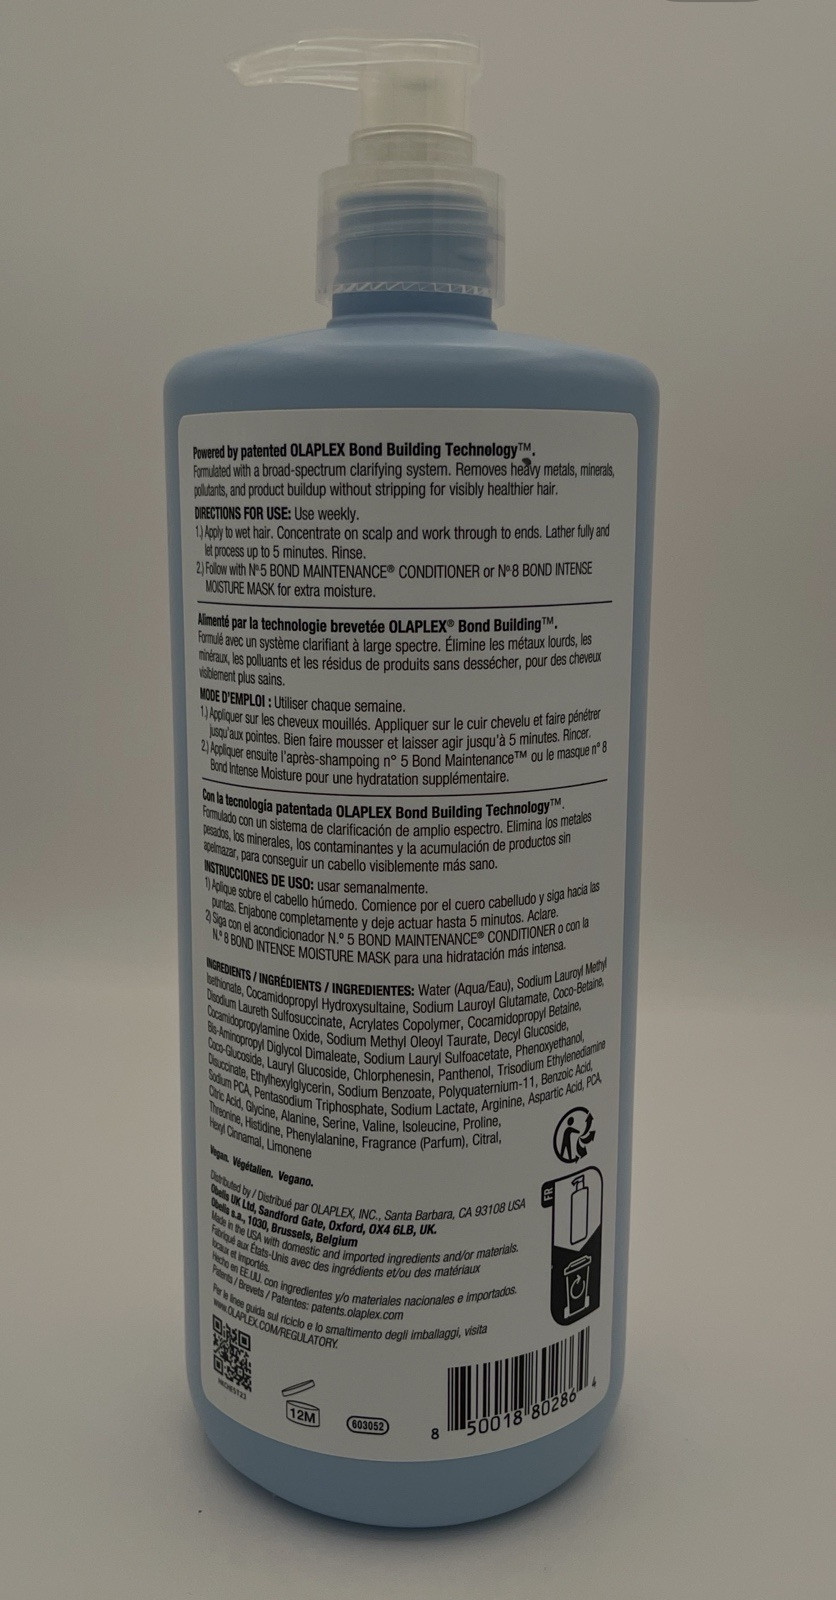 Powered by patented OLAPLEX Bond Building Technology™.
Formulated with a broad-spectrum clarifying system. Removes heavy metals, minerals,
pollutants, and product buildup without stripping for visibly healthier hair.
DIRECTIONS FOR USE: Use weekly.
1.) Apply to wet hair. Concentrate on scalp and work through to ends. Lather fully and
let process up to 5 minutes. Rinse.
2.) Follow with Nº5 BOND MAINTENANCE® CONDITIONER or Nº8 BOND INTENSE
MOISTURE MASK for extra moisture.
Alimenté par la technologie brevetée OLAPLEX® Bond Building™.
Formulé avec un système clarifiant à large spectre. Élimine les métaux lourds, les
minéraux, les polluants et les résidus de produits sans dessécher, pour des cheveux
visiblement plus sains.
MODE D'EMPLOI : Utiliser chaque semaine.
1.) Appliquer sur les cheveux mouillés. Appliquer sur le cuir chevelu et faire pénétrer
jusqu'aux pointes. Bien faire mousser et laisser agir jusqu'à 5 minutes. Rincer.
2.) Appliquer ensuite l'après-shampoing n° 5 Bond Maintenance™ ou le masque n° 8
Bond Intense Moisture pour une hydratation supplémentaire.
Con la tecnología patentada OLAPLEX Bond Building Technology™.
Formulado con un sistema de clarificación de amplio espectro. Elimina los metales
pesados, los minerales, los contaminantes y la acumulación de productos sin
apelmazar, para conseguir un cabello visiblemente más sano.
INSTRUCCIONES DE USO: usar semanalmente.
1) Aplique sobre el cabello húmedo. Comience por el cuero cabelludo y siga hacia las
puntas. Enjabone completamente y deje actuar hasta 5 minutos. Aclare.
2) Siga con el acondicionador N.º 5 BOND MAINTENANCE® CONDITIONER o con la
N.º 8 BOND INTENSE MOISTURE MASK para una hidratación más intensa.
INGREDIENTS / INGRÉDIENTS / INGREDIENTES: Water (Aqua/Eau), Sodium Lauroyl Methyl
Isethionate, Cocamidopropyl Hydroxysultaine, Sodium Lauroyl Glutamate, Coco-Betaine,
Disodium Laureth Sulfosuccinate, Acrylates Copolymer, Cocamidopropyl Betaine,
Cocamidopropylamine Oxide, Sodium Methyl Oleoyl Taurate, Decyl Glucoside,
Bis-Aminopropyl Diglycol Dimaleate, Sodium Lauryl Sulfoacetate, Phenoxyethanol,
Coco-Glucoside, Lauryl Glucoside, Chlorphenesin, Panthenol, Trisodium Ethylenediamine
Disuccinate, Ethylhexylglycerin, Sodium Benzoate, Polyquaternium-11, Benzoic Acid,
Sodium PCA, Pentasodium Triphosphate, Sodium Lactate, Arginine, Aspartic Acid, PCA,
Citric Acid, Glycine, Alanine, Serine, Valine, Isoleucine, Proline,
Threonine, Histidine, Phenylalanine, Fragrance (Parfum), Citral,
Hexyl Cinnamal, Limonene
Vegan. Végétalien. Vegano.
FR
Distributed by / Distribué par OLAPLEX, INC., Santa Barbara, CA 93108 USA
Obelis UK Ltd, Sandford Gate, Oxford, OX4 6LB, UK.
Obelis s.a., 1030, Brussels, Belgium
Made in the USA with domestic and imported ingredients and/or materials.
Fabriqué aux États-Unis avec des ingrédients et/ou des matériaux
locaux et importés.
Hecho en EE.UU. con ingredientes y/o materiales nacionales e importados.
Patents / Brevets / Patentes: patents.olaplex.com
Per le linee guida sul riciclo e lo smaltimento degli imballaggi, visita
www.OLAPLEX.COM/REGULATORY.
12M
603052
8 50018 80286 4